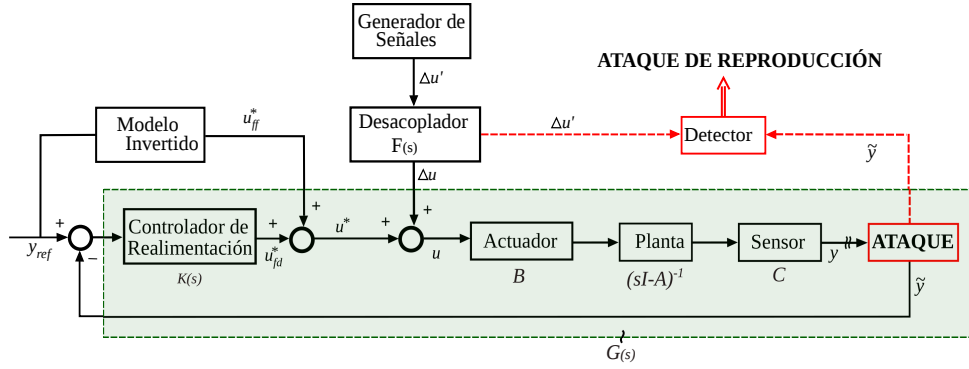 Generador de
Señales
Δu'
ATAQUE DE REPRODUCCIÓN
Modelo
Invertido
u*ff
Desacoplador
F(s)
Δu'
Detector
ỹ
Δu
+
+
+
+
+
+
yref
−
Controlador de
Realimentación
K(s)
u*fd
u*
u
Actuador
B
Planta
(sI-A)-1
Sensor
C
y
ATAQUE
ỹ
G̃(s)